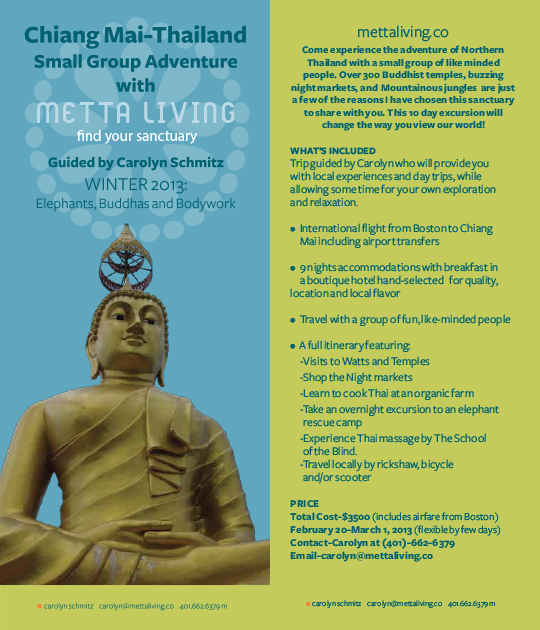 Chiang Mai-Thailand
Small Group Adventure
with
METTA LIVING
find your sanctuary
Guided by Carolyn Schmitz
WINTER 2013:
Elephants, Buddhas and Bodywork
carolyn schmitz carolyn@mettaliving.co 401.662.6379 m
mettaliving.co
Come experience the adventure of Northern
Thailand with a small group of like minded
people. Over 300 Buddhist temples, buzzing
night markets, and Mountainous jungles are just
a few of the reasons I have chosen this sanctuary
to share with you. This 10 day excursion will
change the way you view our world!
WHAT'S INCLUDED
Trip guided by Carolyn who will provide you
with local experiences and day trips, while
allowing some time for your own exploration
and relaxation.
• International flight from Boston to Chiang
Mai including airport transfers
• 9 nights accommodations with breakfast in
a boutique hotel hand-selected for quality,
location and local flavor
• Travel with a group of fun, like-minded people
• A full itinerary featuring:
-Visits to Watts and Temples
-Shop the Night markets
-Learn to cook Thai at an organic farm
-Take an overnight excursion to an elephant
rescue camp
-Experience Thai massage by The School
of the Blind.
-Travel locally by rickshaw, bicycle
and/or scooter
PRICE
Total Cost-$3500 (includes airfare from Boston)
February 20-March 1, 2013 (flexible by few days)
Contact-Carolyn at (401)-662-6379
Email-carolyn@mettaliving.co
carolyn schmitz carolyn@mettaliving.co 401.662.6379 m